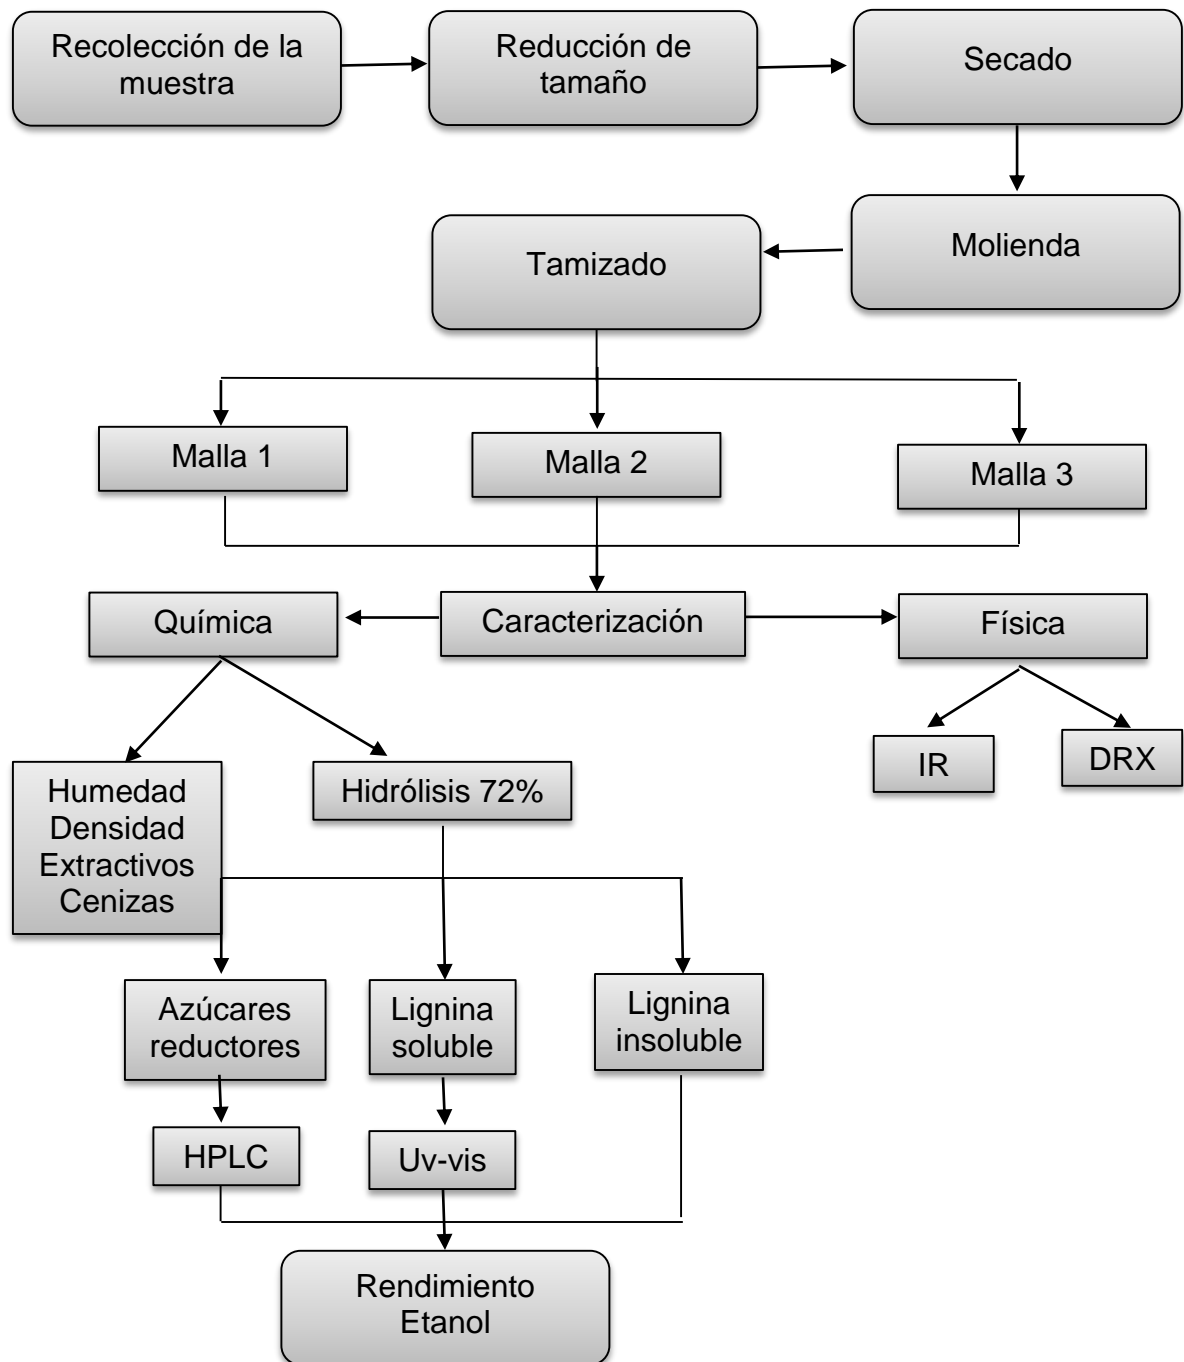 Recolección de la
muestra
Reducción de
tamaño
Secado
Molienda
Tamizado
Malla 1
Malla 2
Malla 3
Química
Caracterización
Física
IR
DRX
Humedad
Densidad
Extractivos
Cenizas
Hidrólisis 72%
Azúcares
reductores
Lignina
soluble
Lignina
insoluble
HPLC
Uv-vis
Rendimiento
Etanol